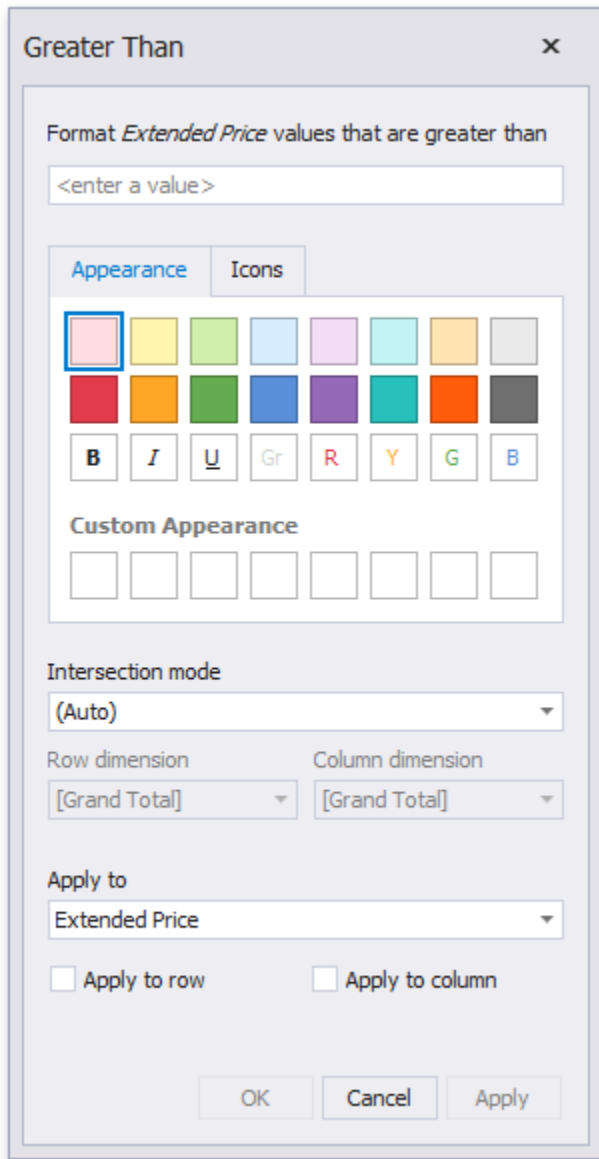 Greater Than
Format Extended Price values that are greater than
<enter a value>
Appearance Icons
B I U Gr R Y G B
Custom Appearance
Intersection mode
(Auto)
Row dimension Column dimension
[Grand Total] [Grand Total]
Apply to
Extended Price
Apply to row Apply to column
OK Cancel Apply